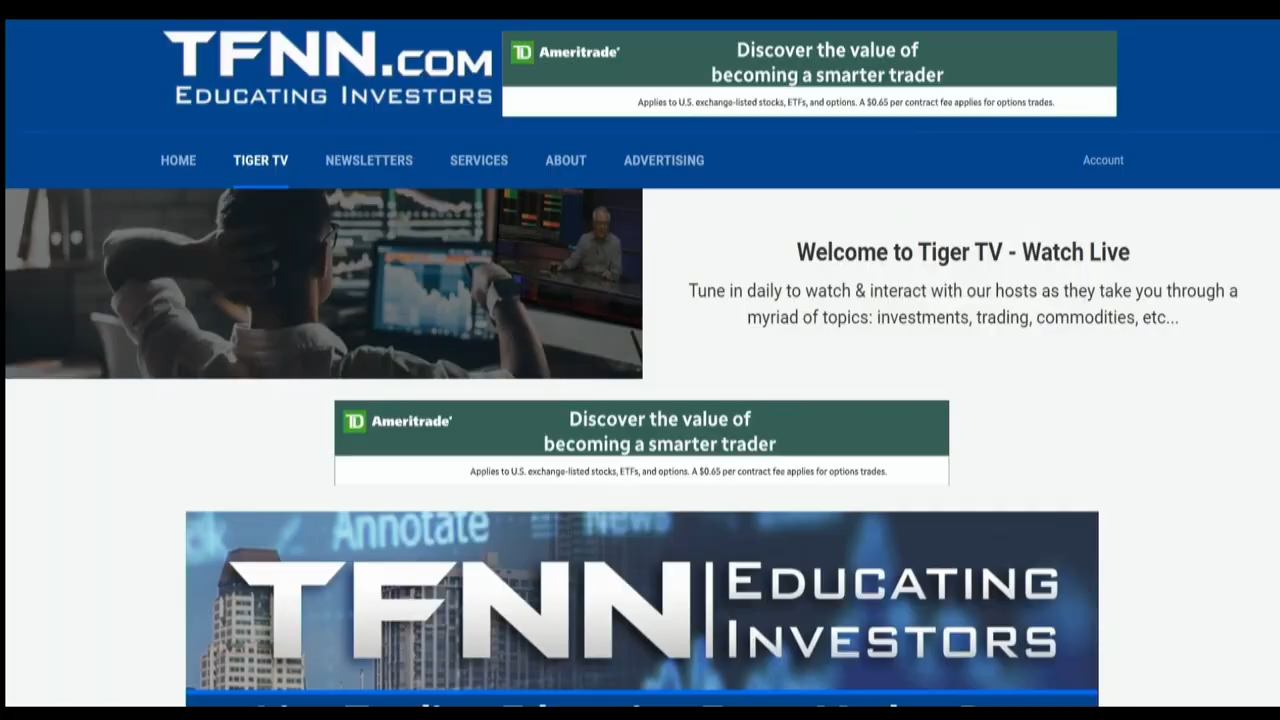 TFNN.COM
EDUCATING INVESTORS
TD Ameritrade
Discover the value of
becoming a smarter trader
Applies to U.S. exchange-listed stocks, ETFs, and options. A $0.65 per contract fee applies for options trades.
HOME TIGER TV NEWSLETTERS SERVICES ABOUT ADVERTISING Account
Welcome to Tiger TV - Watch Live
Tune in daily to watch & interact with our hosts as they take you through a
myriad of topics: investments, trading, commodities, etc...
TD Ameritrade
Discover the value of
becoming a smarter trader
Applies to U.S. exchange-listed stocks, ETFs, and options. A $0.65 per contract fee applies for options trades.
Annotate News
TFNN EDUCATING
INVESTORS